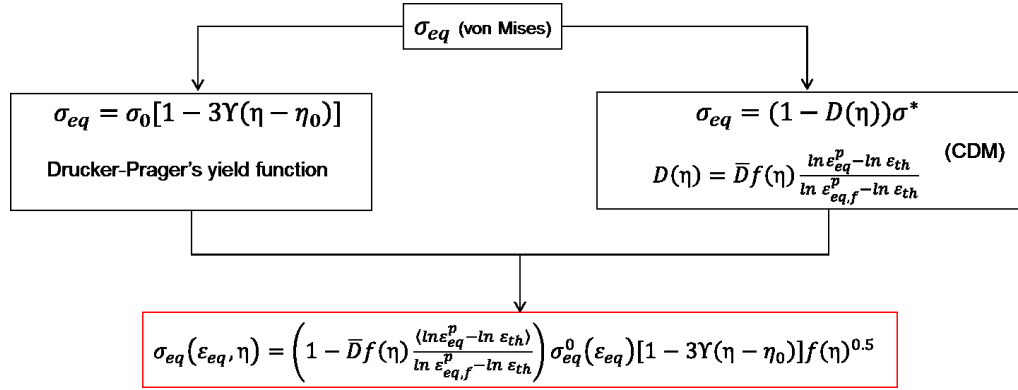 σ_eq (von Mises)
σ_eq = σ_0[1 − 3ϒ(η − η_0)]
Drucker-Prager's yield function
σ_eq = (1 − D(η))σ*
(CDM)
D(η) = D̅f(η) (lnε^p_eq−ln ε_th)/(ln ε^p_eq,f−ln ε_th)
σ_eq(ε_eq, η) = (1 − D̅f(η) ⟨lnε^p_eq−ln ε_th⟩/(ln ε^p_eq,f−ln ε_th)) σ^0_eq(ε_eq)[1 − 3ϒ(η − η_0)]f(η)^0.5